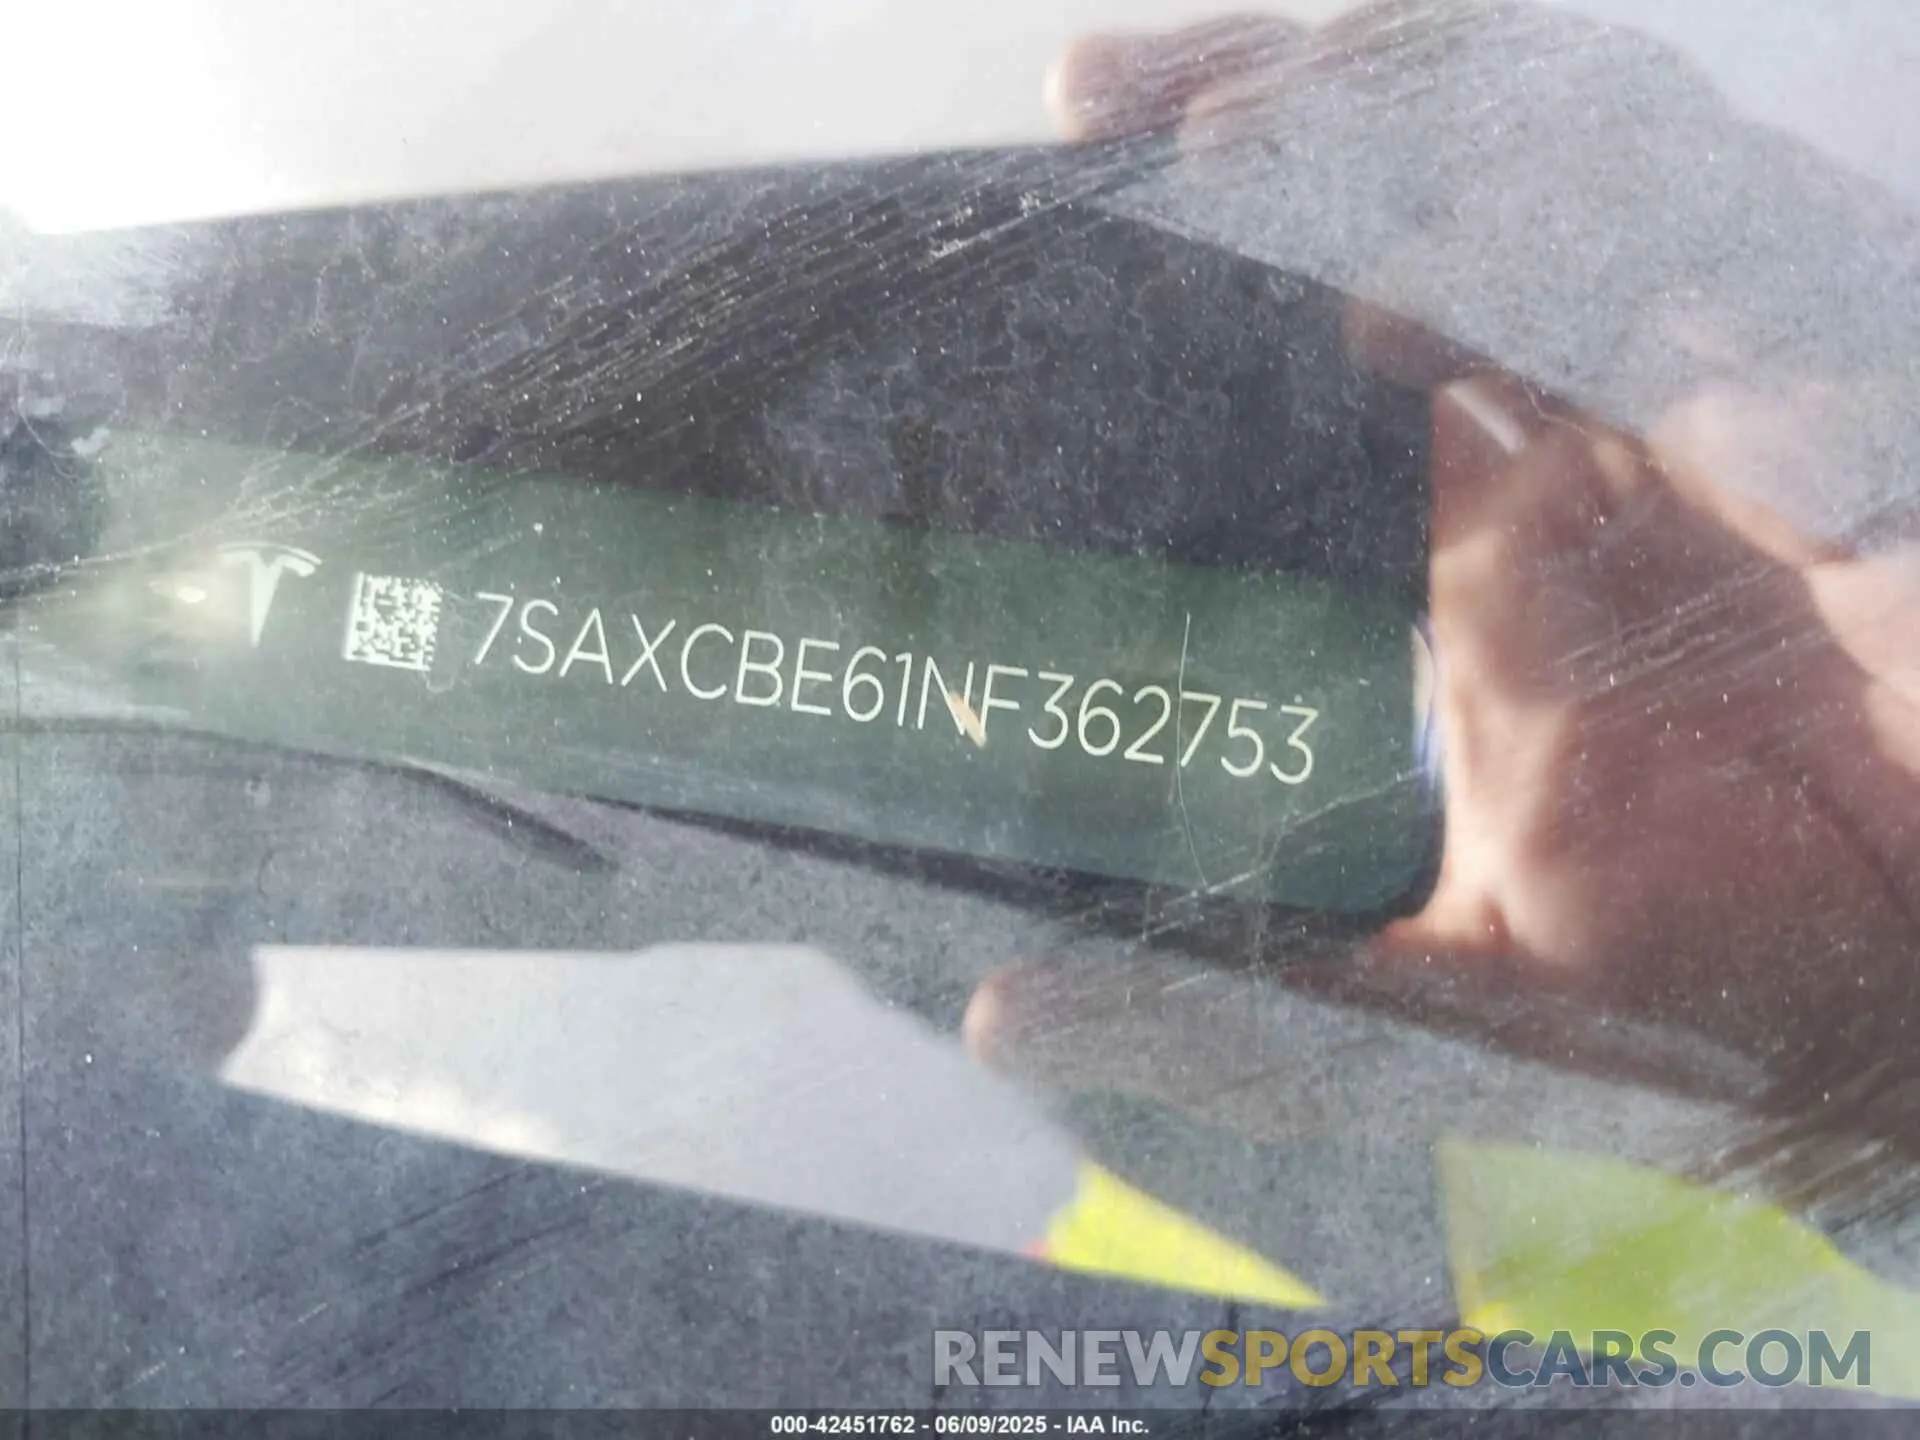 7SAXCBE61NF362753
RENEWSPORTSCARS.COM
000-42451762 - 06/09/2025 - IAA Inc.